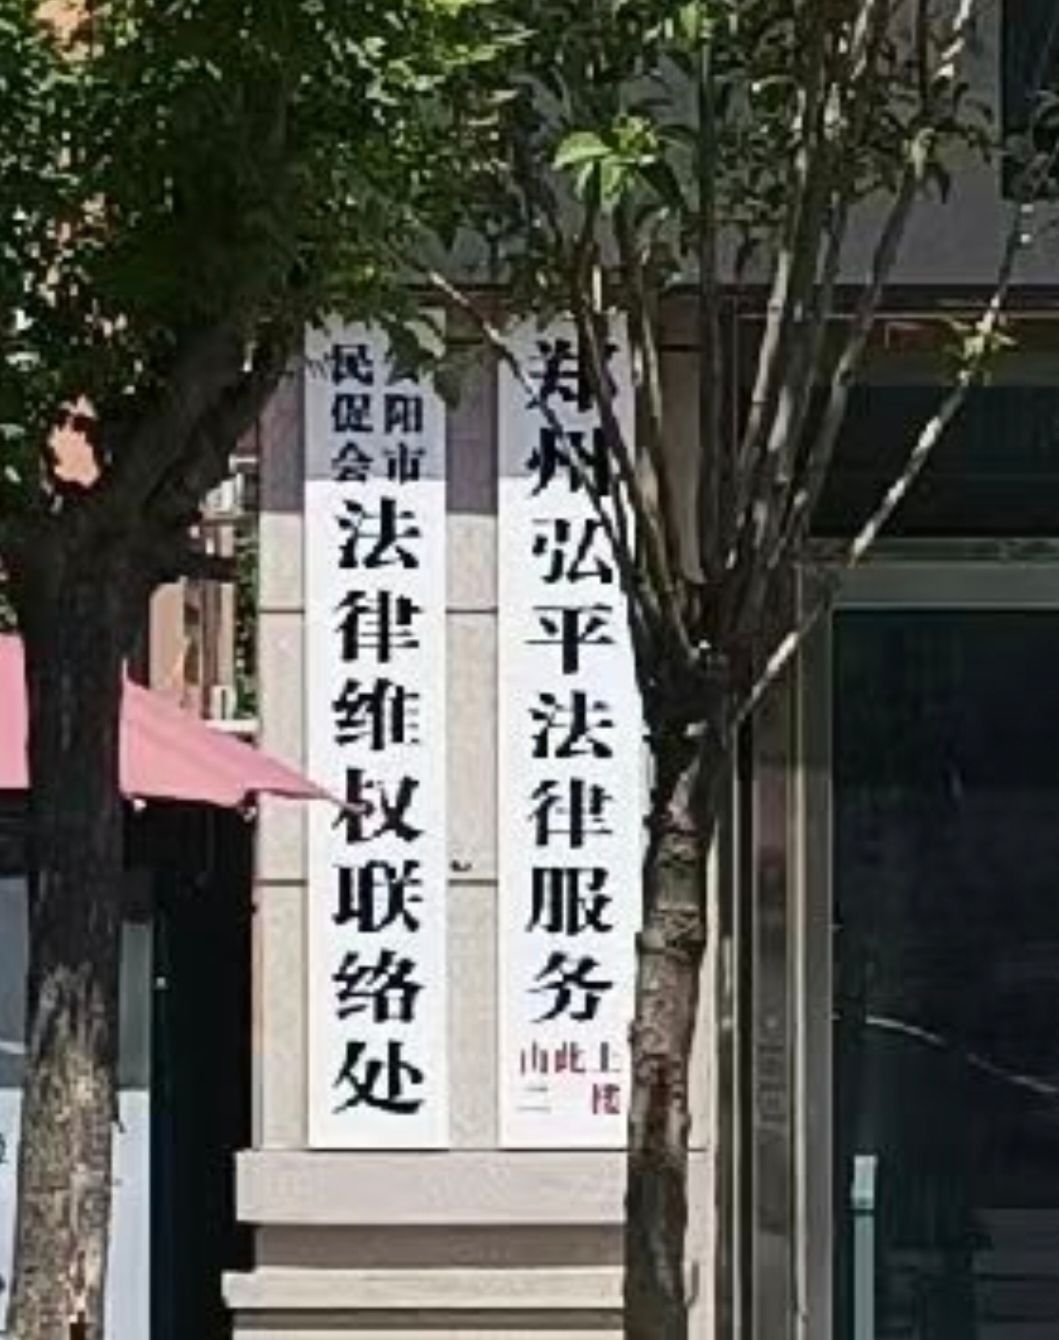 阳市
民促会
法律维权联络处
郑州弘平法律服务
由此上
二楼